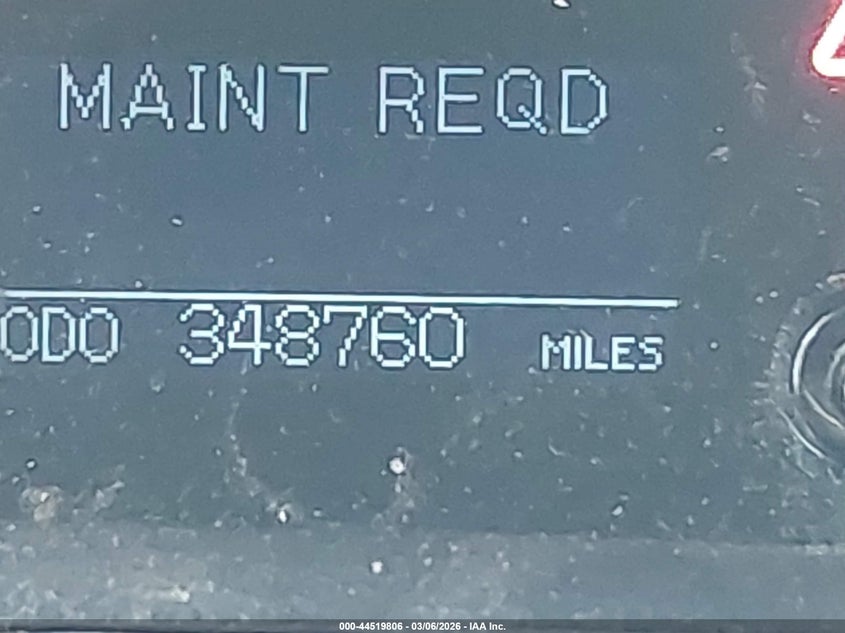 MAINT REQD
ODO 348760 MILES
000-44519806 - 03/06/2026 - IAA Inc.